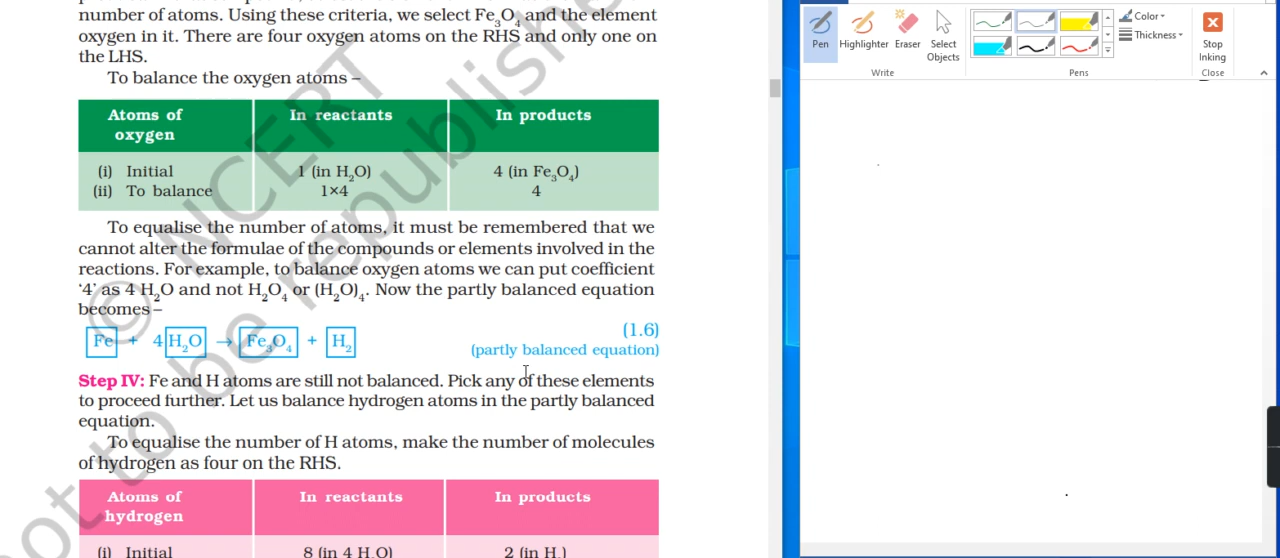 number of atoms. Using these criteria, we select Fe₃O₄ and the element
oxygen in it. There are four oxygen atoms on the RHS and only one on
the LHS.
To balance the oxygen atoms –
Atoms of oxygen In reactants In products
(i) Initial 1 (in H₂O) 4 (in Fe₃O₄)
(ii) To balance 1×4 4
To equalise the number of atoms, it must be remembered that we
cannot alter the formulae of the compounds or elements involved in the
reactions. For example, to balance oxygen atoms we can put coefficient
‘4’ as 4 H₂O and not H₂O₄ or (H₂O)₄. Now the partly balanced equation
becomes–
Fe + 4 H₂O → Fe₃O₄ + H₂ (1.6)
(partly balanced equation)
Step IV: Fe and H atoms are still not balanced. Pick any of these elements
to proceed further. Let us balance hydrogen atoms in the partly balanced
equation.
To equalise the number of H atoms, make the number of molecules
of hydrogen as four on the RHS.
Atoms of hydrogen In reactants In products
(i) Initial 8 (in 4 H₂O) 2 (in H₂)
© NCERT
not to be republished
Pen
Highlighter
Eraser
Select Objects
Write
Pens
Color
Thickness
Stop Inking
Close